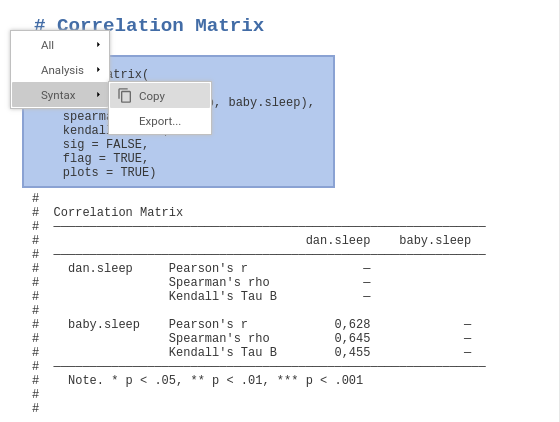 # Correlation Matrix
All
Analysis
Syntax
Copy
Export...
atrix(
, baby.sleep),
spearma
kendall
sig = FALSE,
flag = TRUE,
plots = TRUE)
#
#  Correlation Matrix
#  ────────────────────────────────────────────────────────────
#                                     dan.sleep    baby.sleep
#  ────────────────────────────────────────────────────────────
#    dan.sleep     Pearson's r                —
#                  Spearman's rho             —
#                  Kendall's Tau B            —
#
#    baby.sleep    Pearson's r            0,628             —
#                  Spearman's rho         0,645             —
#                  Kendall's Tau B        0,455             —
#  ────────────────────────────────────────────────────────────
#    Note. * p < .05, ** p < .01, *** p < .001
#
#